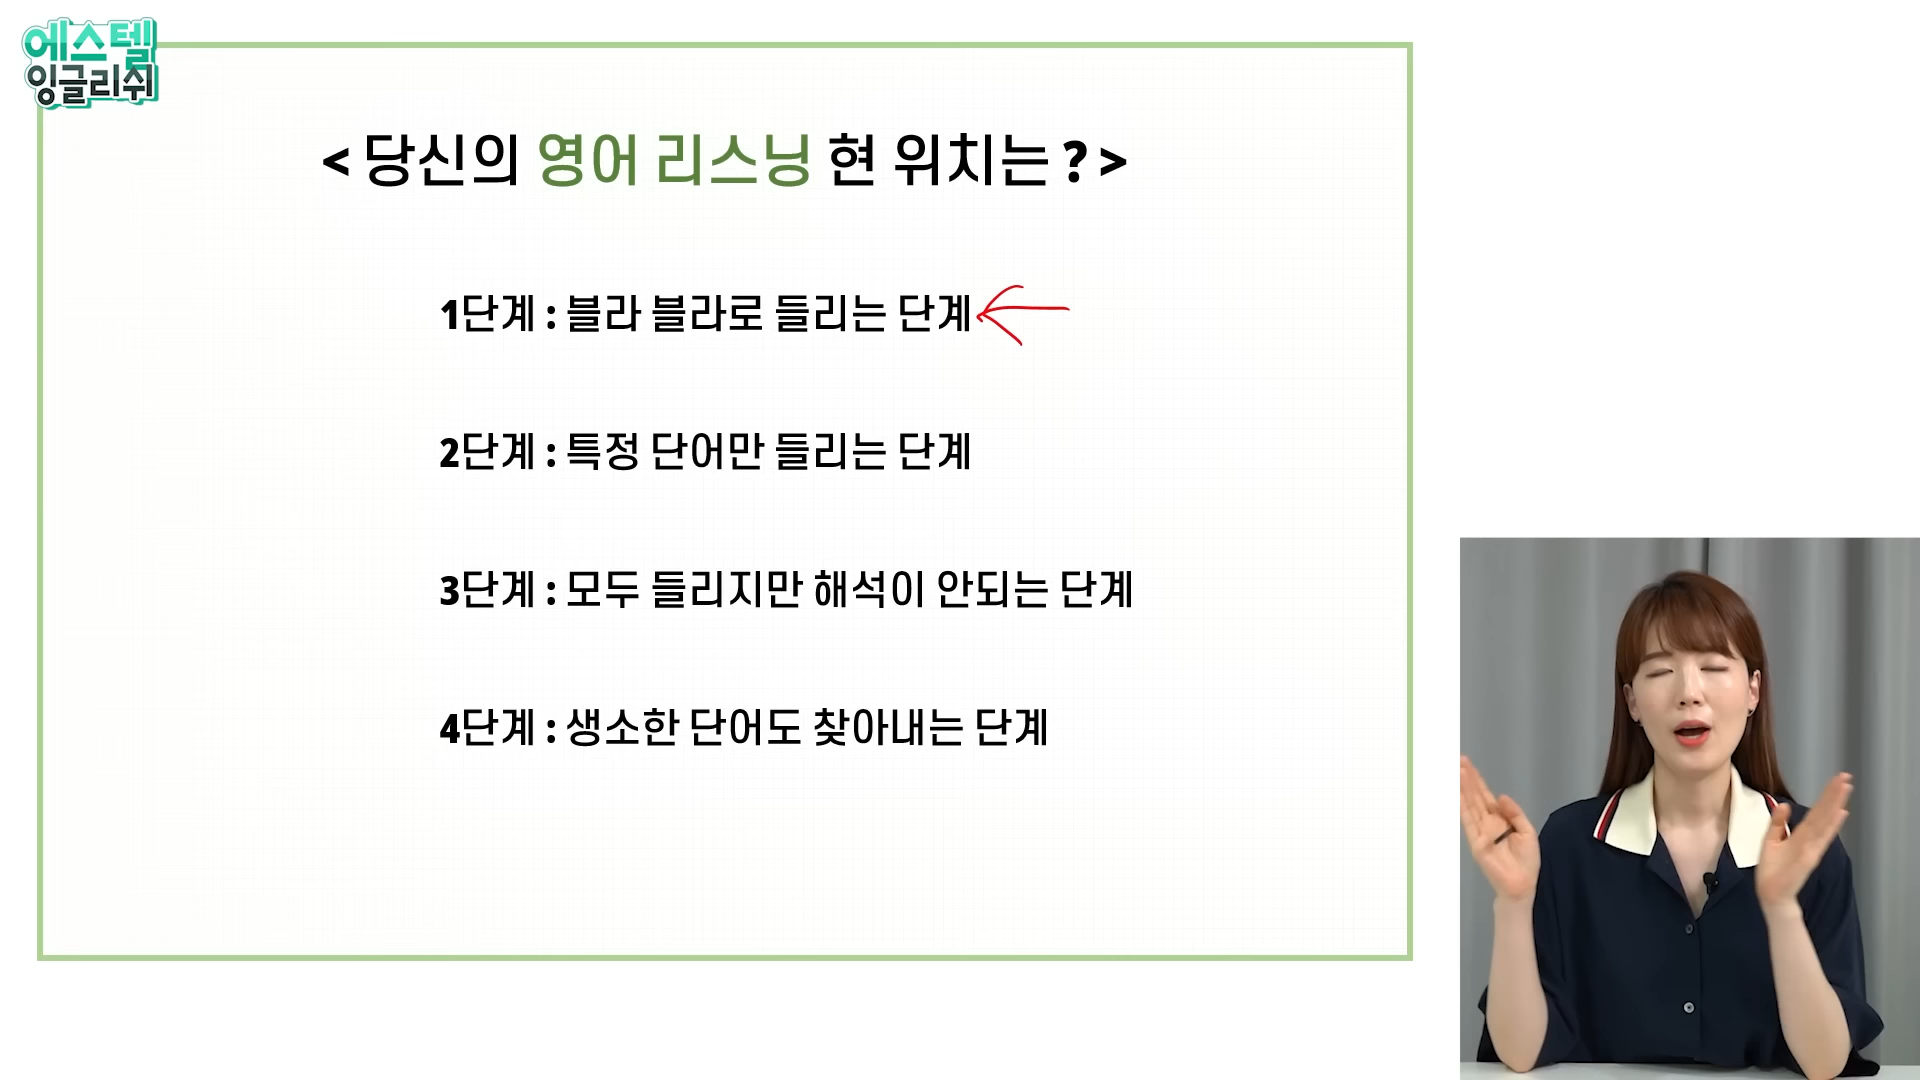 에스텔
잉글리쉬
< 당신의 영어 리스닝 현 위치는 ? >
1단계 : 블라 블라로 들리는 단계
2단계 : 특정 단어만 들리는 단계
3단계 : 모두 들리지만 해석이 안되는 단계
4단계 : 생소한 단어도 찾아내는 단계